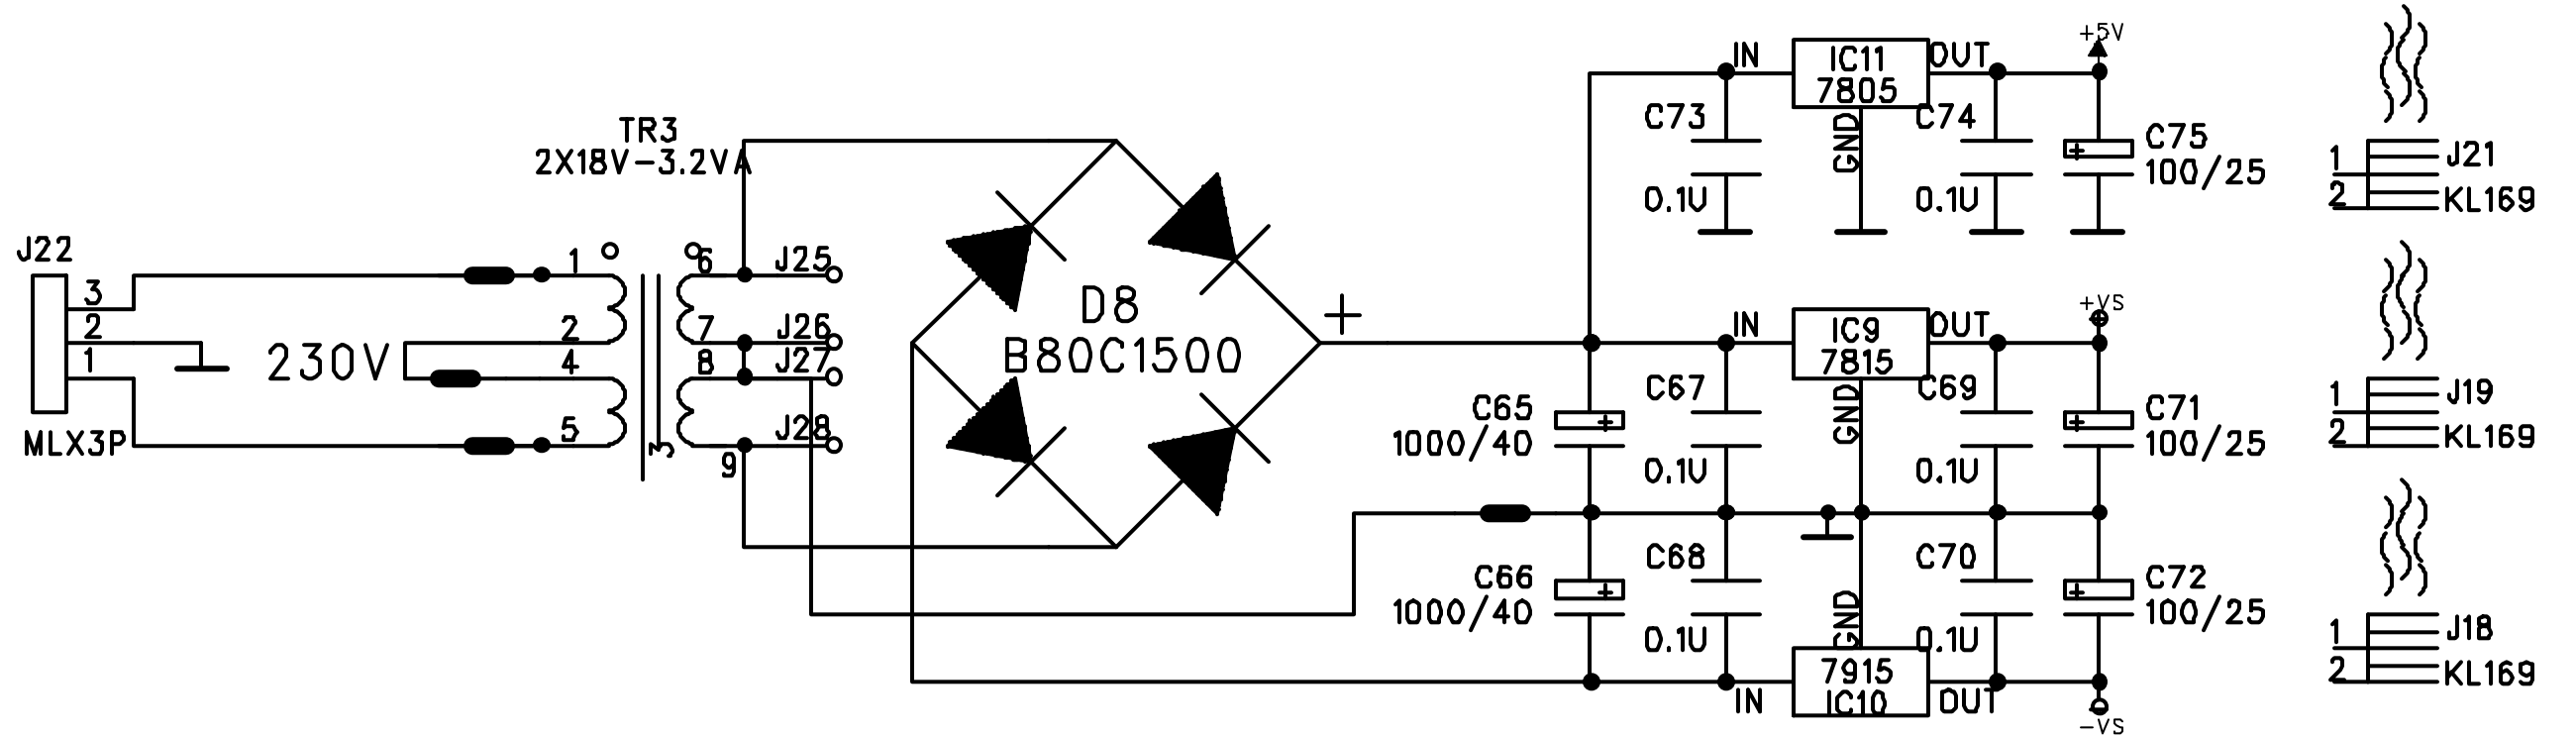 +5V
IN
IC11
OUT
7805
GND
C73
0.1U
C74
0.1U
C75
100/25
1
2
J21
KL169
TR3
2X18V-3.2VA
J22
3
2
1
MLX3P
230V
1
2
4
5
3
6
7
8
9
J25
J26
J27
J28
D8
B80C1500
+
+VS
IN
IC9
OUT
7815
GND
C65
1000/40
C67
0.1U
C69
0.1U
C71
100/25
1
2
J19
KL169
C66
1000/40
C68
0.1U
GND
C70
0.1U
C72
100/25
7915
IN
IC10
OUT
-VS
1
2
J18
KL169